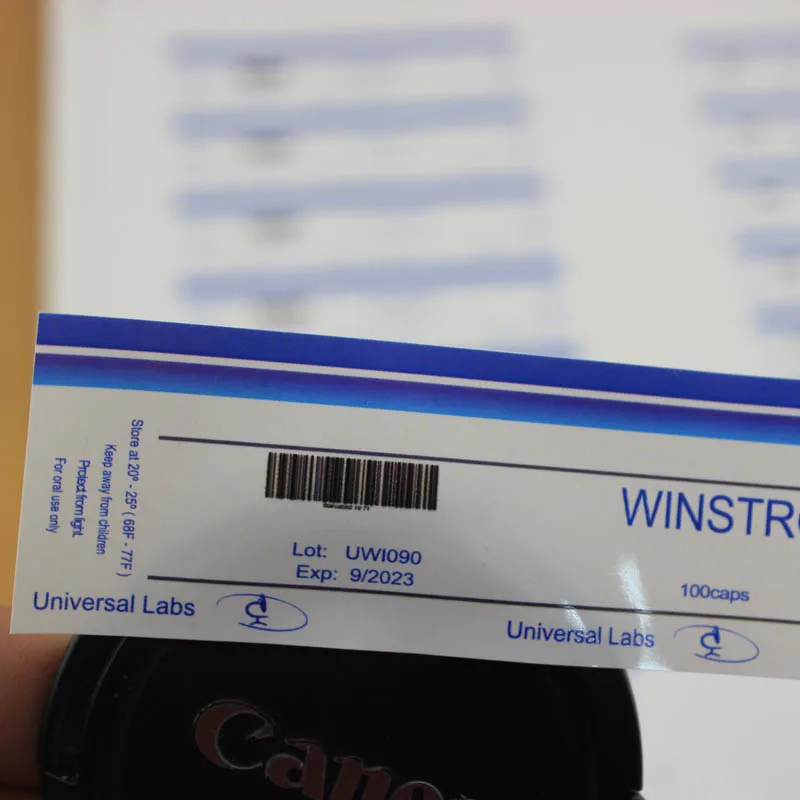 Store at 20° - 25° ( 68F - 77F )
Keep away from children
Protect from light.
For oral use only
Lot: UWI090
Exp: 9/2023
Universal Labs
WINSTR
100caps
Universal Labs
Canon